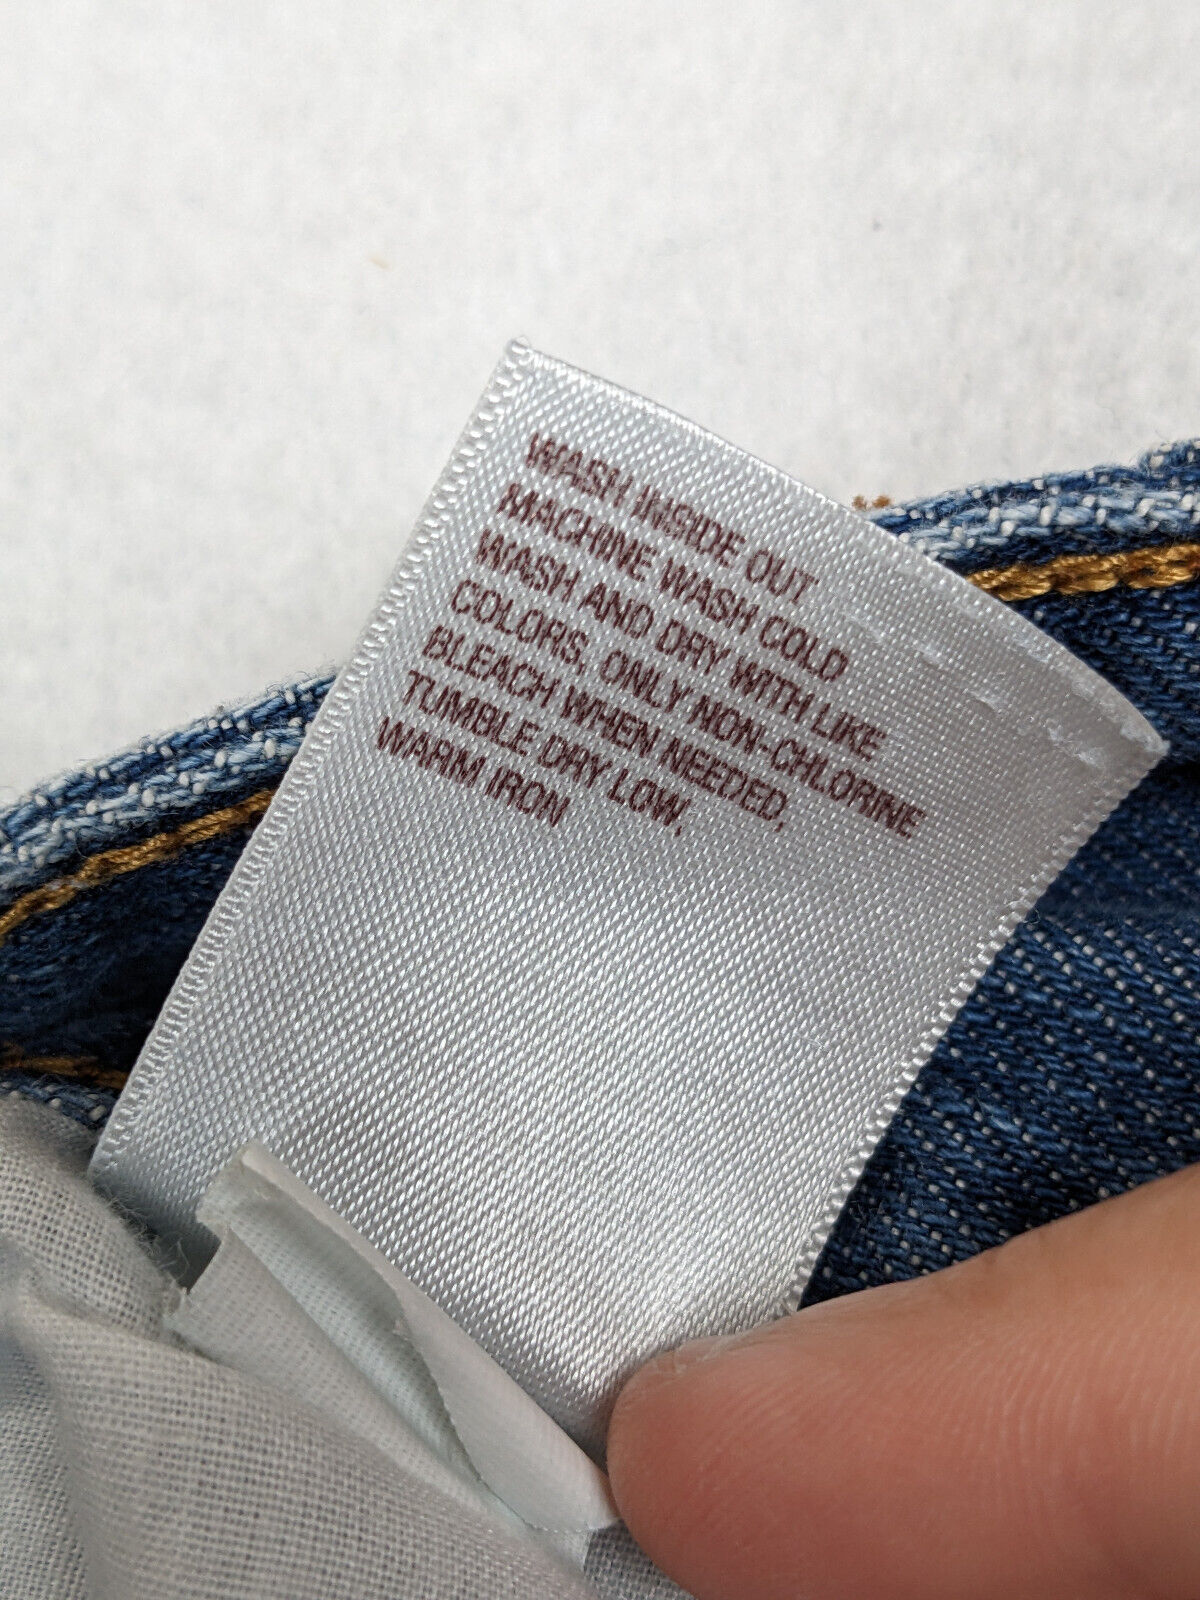 WASH INSIDE OUT
MACHINE WASH COLD
WASH AND DRY WITH LIKE
COLORS, ONLY NON-CHLORINE
BLEACH WHEN NEEDED,
TUMBLE DRY LOW,
WARM IRON